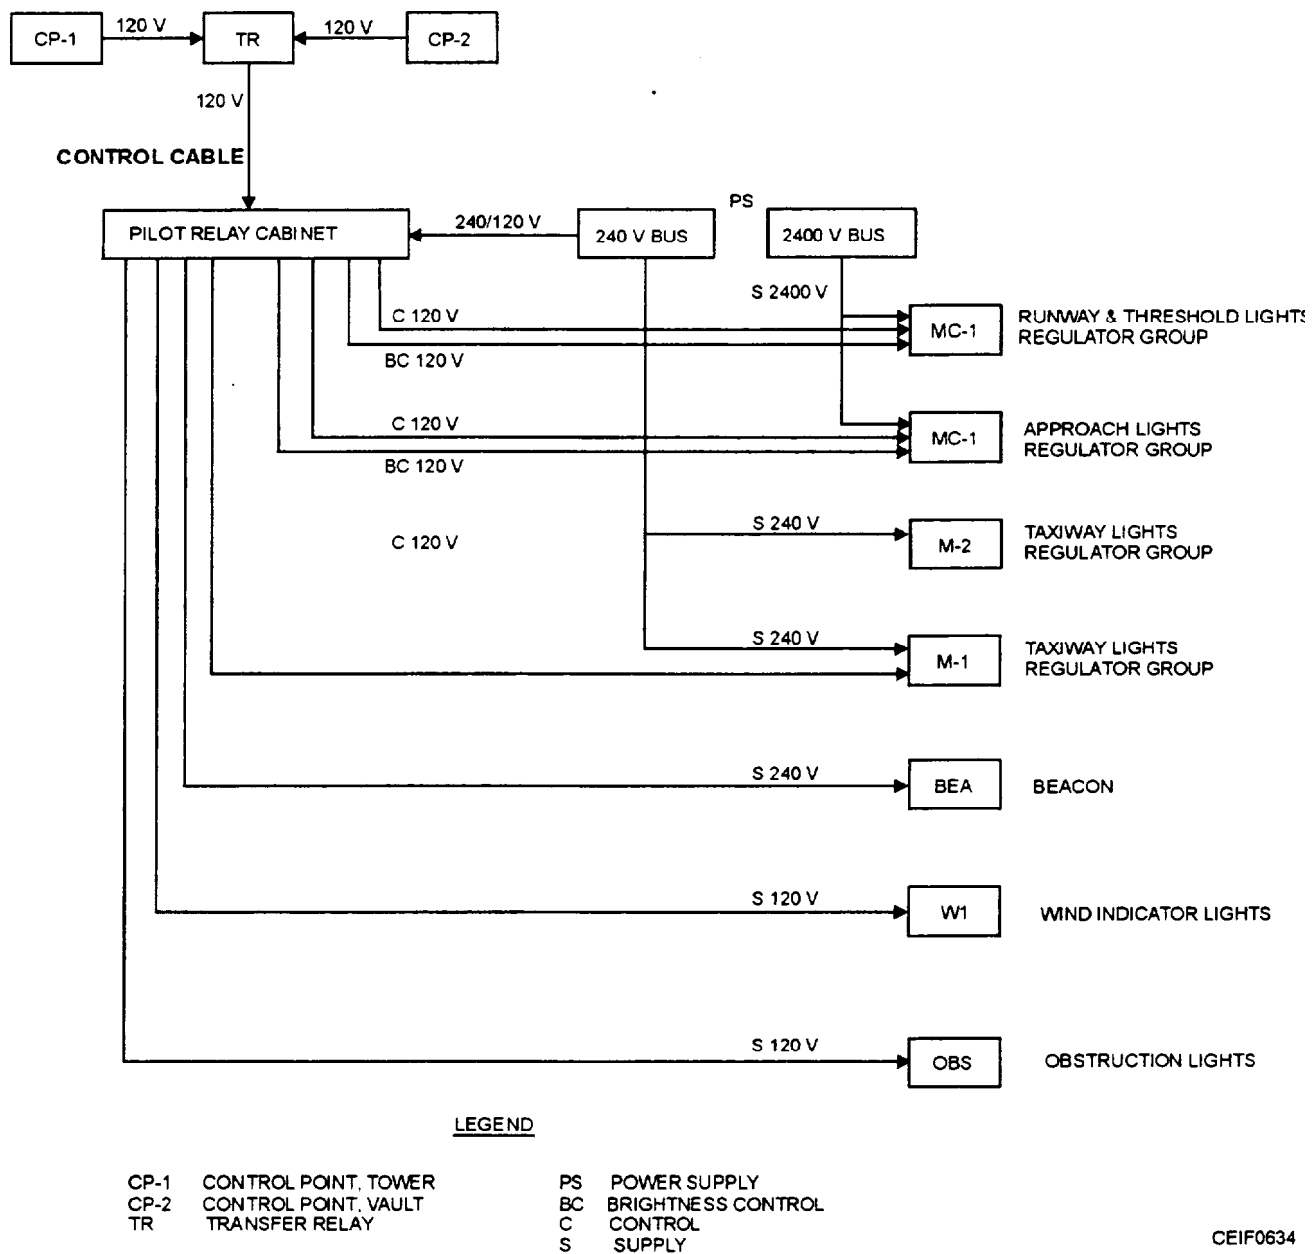 CP-1
120 V
TR
120 V
CP-2
120 V
CONTROL CABLE
PILOT RELAY CABINET
240/120 V
240 V BUS
PS
2400 V BUS
S 2400 V
C 120 V
MC-1
RUNWAY & THRESHOLD LIGHTS
REGULATOR GROUP
BC 120 V
C 120 V
MC-1
APPROACH LIGHTS
REGULATOR GROUP
BC 120 V
C 120 V
S 240 V
M-2
TAXIWAY LIGHTS
REGULATOR GROUP
S 240 V
M-1
TAXIWAY LIGHTS
REGULATOR GROUP
S 240 V
BEA
BEACON
S 120 V
W1
WIND INDICATOR LIGHTS
S 120 V
OBS
OBSTRUCTION LIGHTS
LEGEND
CP-1 CONTROL POINT, TOWER
CP-2 CONTROL POINT, VAULT
TR TRANSFER RELAY
PS POWER SUPPLY
BC BRIGHTNESS CONTROL
C CONTROL
S SUPPLY
CEIF0634